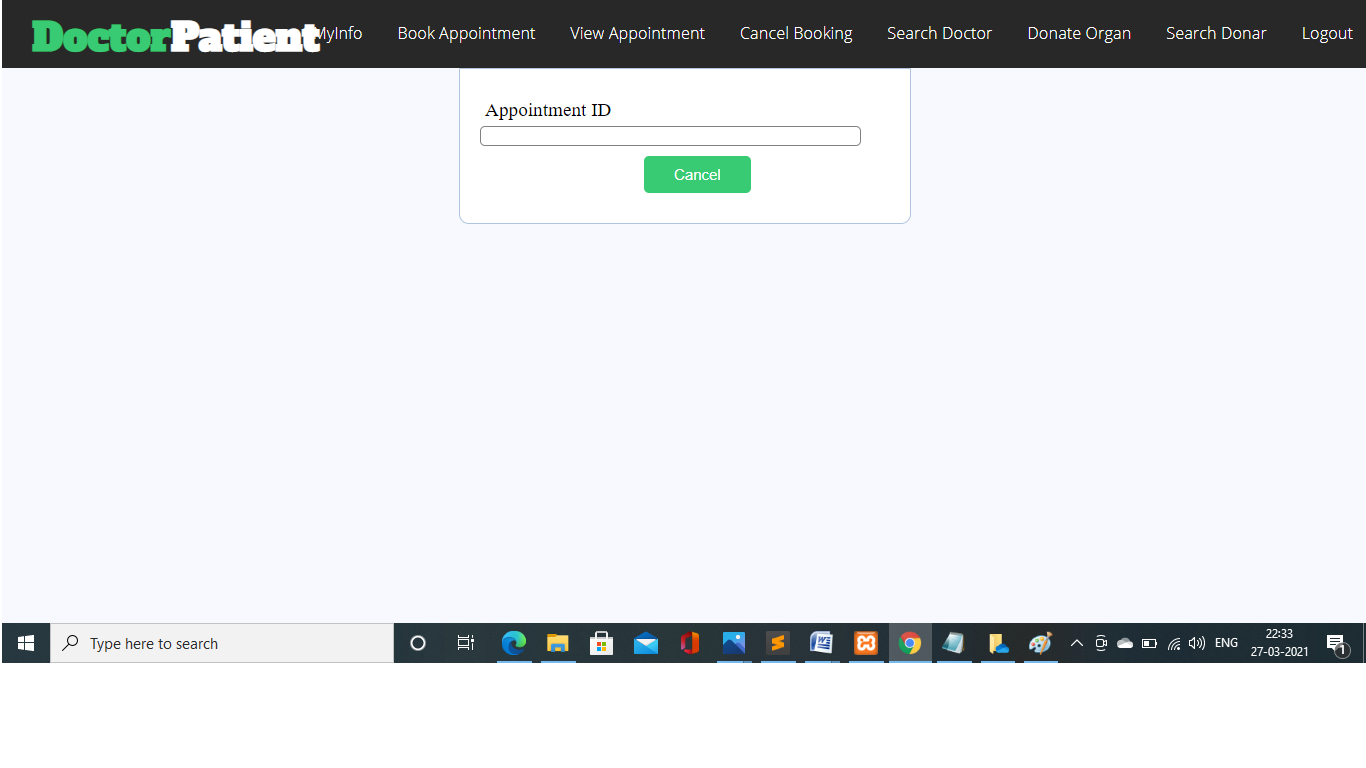 DoctorPatient MyInfo Book Appointment View Appointment Cancel Booking Search Doctor Donate Organ Search Donar Logout
Appointment ID
Cancel
Type here to search
ENG
22:33
27-03-2021
1